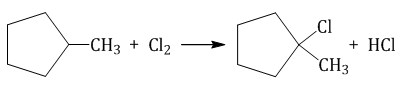 Cl
CH₃ + Cl₂ ⟶ + HCl
CH₃